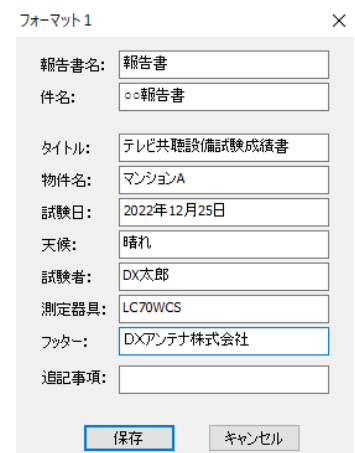 フォーマット1
報告書名: 報告書
件名: ○○報告書
タイトル: テレビ共聴設備試験成績書
物件名: マンションA
試験日: 2022年12月25日
天候: 晴れ
試験者: DX太郎
測定器具: LC70WCS
フッター: DXアンテナ株式会社
追記事項:
保存 キャンセル